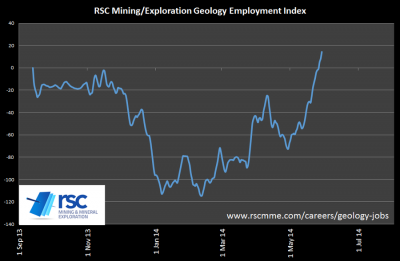 RSC Mining/Exploration Geology Employment Index
40
20
0
-20
-40
-60
-80
-100
-120
-140
rsc
MINING & MINERAL
EXPLORATION
www.rscmme.com/careers/geology-jobs
1 Sep 13
1 Nov 13
1 Jan 14
1 Mar 14
1 May 14
1 Jul 14